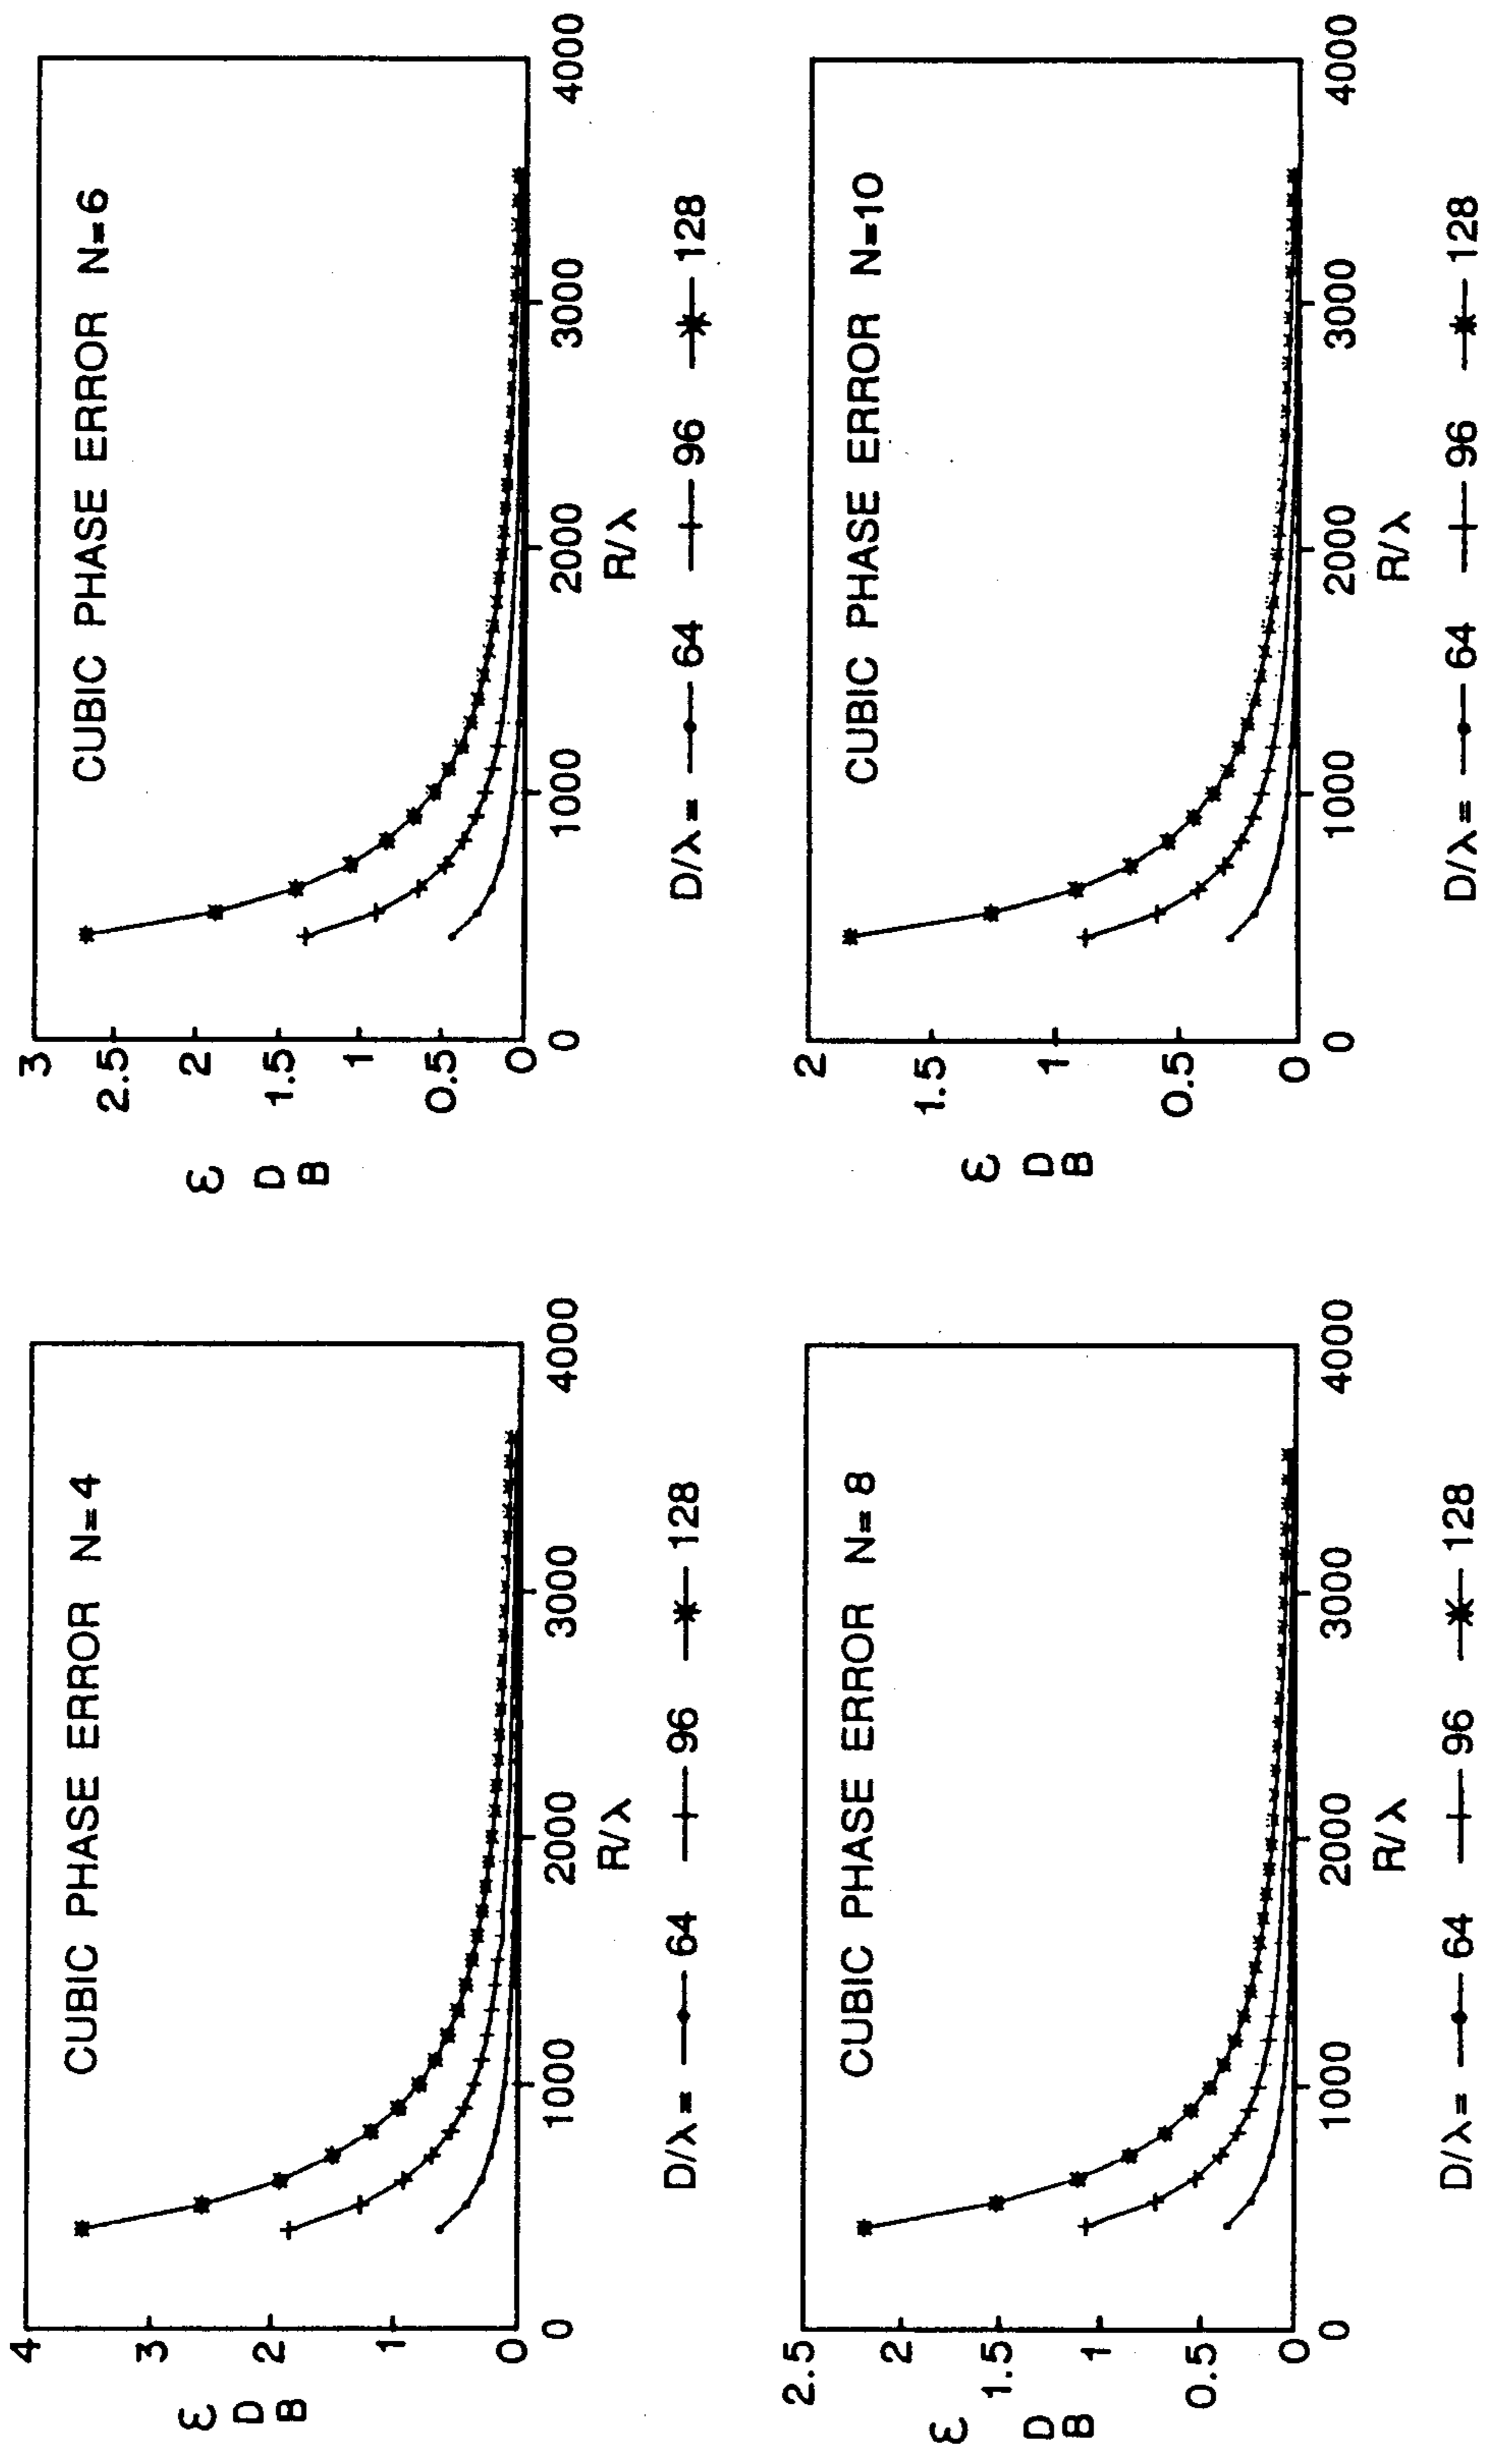 CUBIC PHASE ERROR N=4
4
3
2
1
0
ε
D
B
0 1000 2000 3000 4000
R/λ
D/λ= 64 96 128
CUBIC PHASE ERROR N=6
3
2.5
2
1.5
1
0.5
0
ε
D
B
0 1000 2000 3000 4000
R/λ
D/λ= 64 96 128
CUBIC PHASE ERROR N=8
2.5
2
1.5
1
0.5
0
ε
D
B
0 1000 2000 3000 4000
R/λ
D/λ= 64 96 128
CUBIC PHASE ERROR N=10
2
1.5
1
0.5
0
ε
D
B
0 1000 2000 3000 4000
R/λ
D/λ= 64 96 128